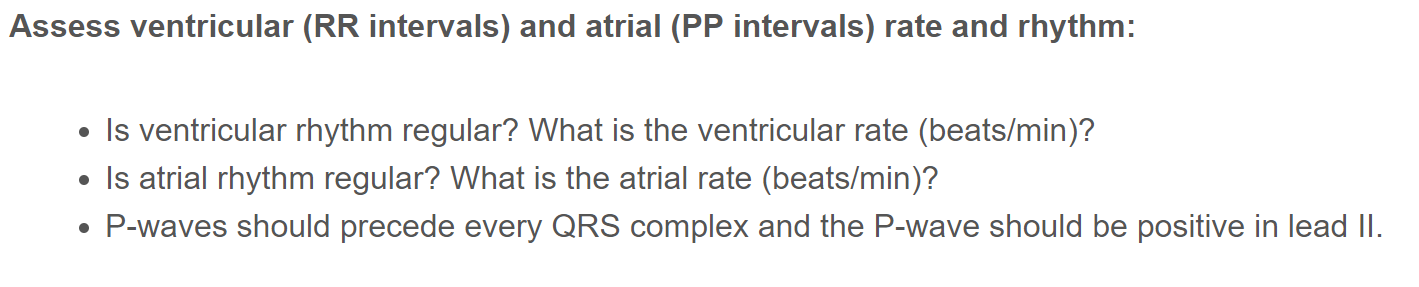 Assess ventricular (RR intervals) and atrial (PP intervals) rate and rhythm:
• Is ventricular rhythm regular? What is the ventricular rate (beats/min)?
• Is atrial rhythm regular? What is the atrial rate (beats/min)?
• P-waves should precede every QRS complex and the P-wave should be positive in lead II.